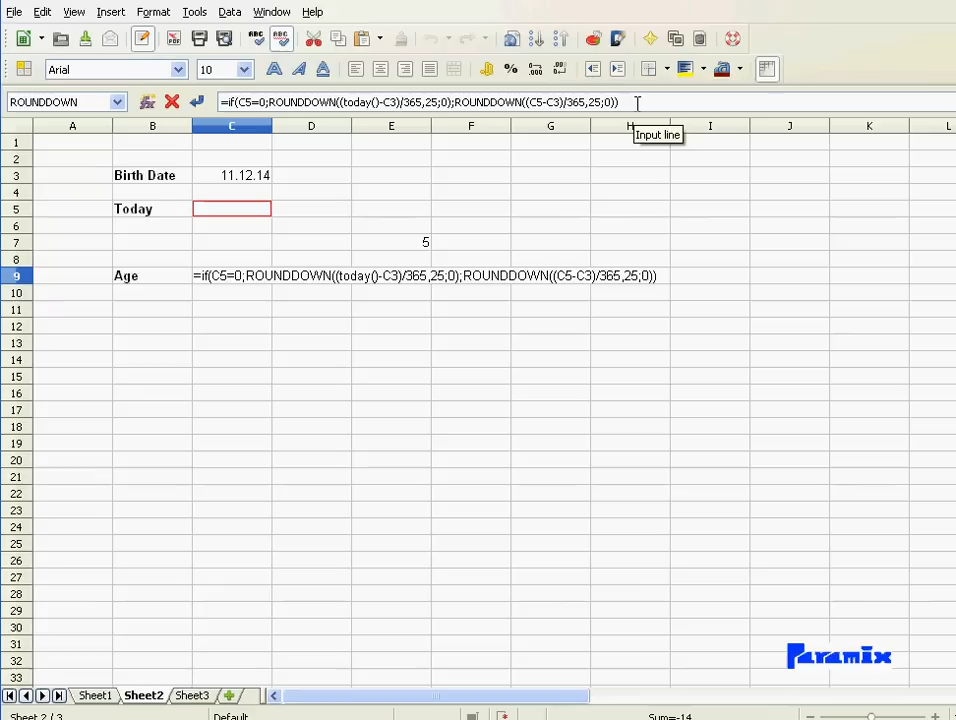 File Edit View Insert Format Tools Data Window Help
Arial 10
ROUNDDOWN =if(C5=0;ROUNDDOWN((today()-C3)/365,25;0);ROUNDDOWN((C5-C3)/365,25;0))
Input line
A B C D E F G H I J K L
1
2
3 Birth Date 11.12.14
4
5 Today
6
7 5
8
9 Age =if(C5=0;ROUNDDOWN((today()-C3)/365,25;0);ROUNDDOWN((C5-C3)/365,25;0))
10
11
12
13
14
15
16
17
18
19
20
21
22
23
24
25
26
27
28
29
30
31
32
33
Paramix
Sheet1 Sheet2 Sheet3
Sheet 2 / 3 Default Sum=-14